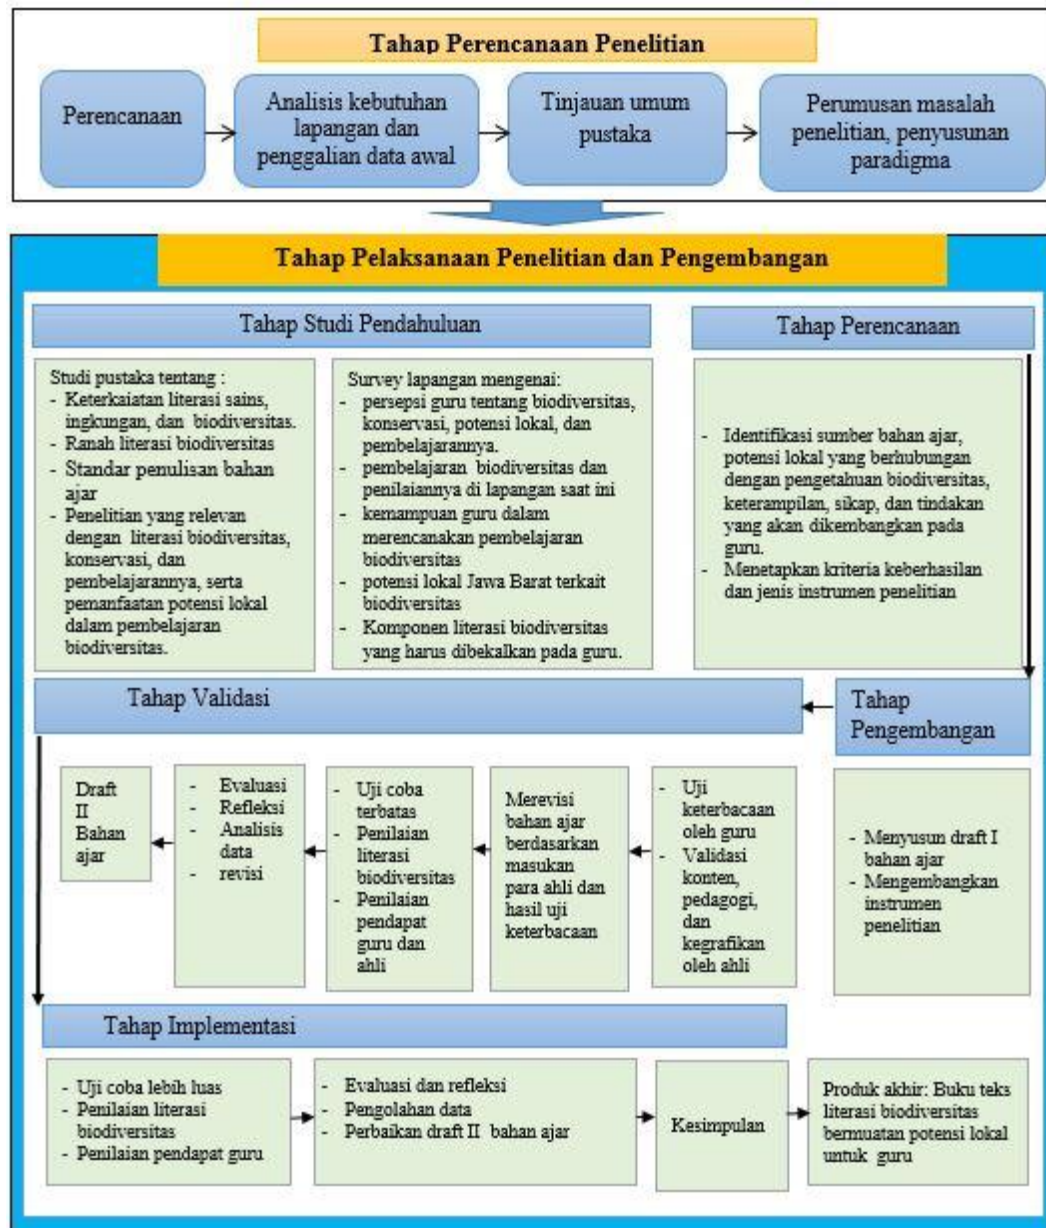 Tahap Perencanaan Penelitian
Perencanaan
Analisis kebutuhan
lapangan dan
penggalian data awal
Tinjauan umum
pustaka
Perumusan masalah
penelitian, penyusunan
paradigma
Tahap Pelaksanaan Penelitian dan Pengembangan
Tahap Studi Pendahuluan
Tahap Perencanaan
Studi pustaka tentang :
- Keterkaiatan literasi sains,
ingkungan, dan biodiversitas.
- Ranah literasi biodiversitas
- Standar penulisan bahan
ajar
- Penelitian yang relevan
dengan literasi biodiversitas,
konservasi, dan
pembelajarannya, serta
pemanfaatan potensi lokal
dalam pembelajaran
biodiversitas.
Survey lapangan mengenai:
- persepsi guru tentang biodiversitas,
konservasi, potensi lokal, dan
pembelajarannya.
- pembelajaran biodiversitas dan
penilaiannya di lapangan saat ini
- kemampuan guru dalam
merencanakan pembelajaran
biodiversitas
- potensi lokal Jawa Barat terkait
biodiversitas
- Komponen literasi biodiversitas
yang harus dibekalkan pada guru.
- Identifikasi sumber bahan ajar,
potensi lokal yang berhubungan
dengan pengetahuan biodiversitas,
keterampilan, sikap, dan tindakan
yang akan dikembangkan pada
guru.
- Menetapkan kriteria keberhasilan
dan jenis instrumen penelitian
Tahap Validasi
Tahap
Pengembangan
Draft
II
Bahan
ajar
- Evaluasi
- Refleksi
- Analisis
data
- revisi
- Uji coba
terbatas
- Penilaian
literasi
biodiversitas
- Penilaian
pendapat
guru dan
ahli
Merevisi
bahan ajar
berdasarkan
masukan
para ahli dan
hasil uji
keterbacaan
- Uji
keterbacaan
oleh guru
- Validasi
konten,
pedagogi,
dan
kegrafikan
oleh ahli
- Menyusun draft I
bahan ajar
- Mengembangkan
instrumen
penelitian
Tahap Implementasi
- Uji coba lebih luas
- Penilaian literasi
biodiversitas
- Penilaian pendapat guru
- Evaluasi dan refleksi
- Pengolahan data
- Perbaikan draft II bahan ajar
Kesimpulan
Produk akhir: Buku teks
literasi biodiversitas
bermuatan potensi lokal
untuk guru